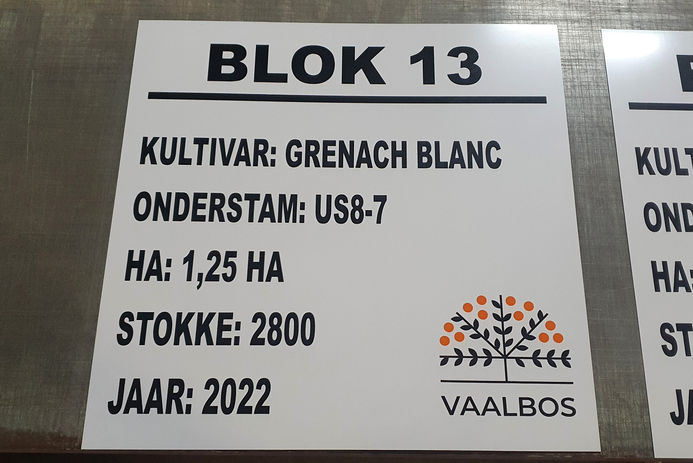 BLOK 13
KULTIVAR: GRENACH BLANC
ONDERSTAM: US8-7
HA: 1,25 HA
STOKKE: 2800
JAAR: 2022
VAALBOS